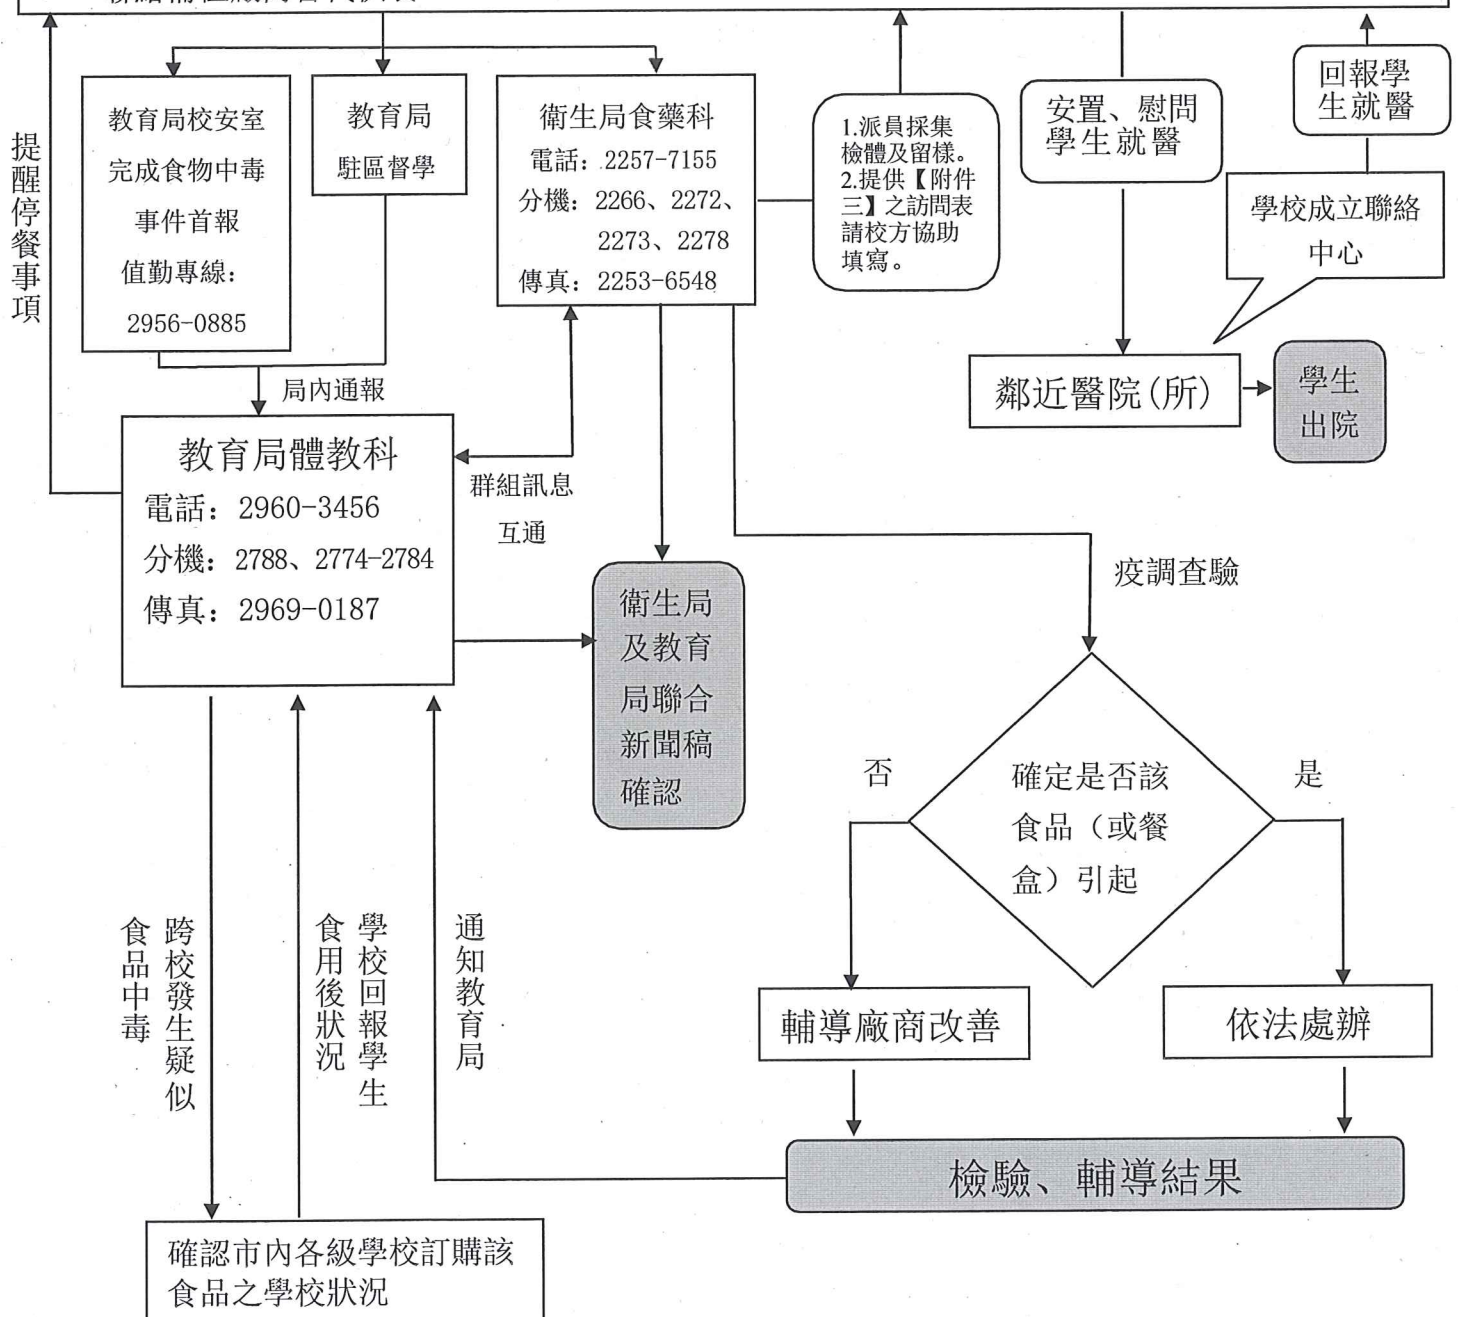 提醒停餐事項
教育局校安室
完成食物中毒
事件首報
值勤專線：
2956-0885
教育局
駐區督學
衛生局食藥科
電話：2257-7155
分機：2266、2272、
2273、2278
傳真：2253-6548
1.派員採集
檢體及留樣。
2.提供【附件
三】之訪問表
請校方協助
填寫。
安置、慰問
學生就醫
回報學
生就醫
學校成立聯絡
中心
鄰近醫院(所)
學生
出院
局內通報
教育局體教科
電話：2960-3456
分機：2788、2774-2784
傳真：2969-0187
群組訊息
互通
衛生局
及教育
局聯合
新聞稿
確認
疫調查驗
確定是否該
食品（或餐
盒）引起
否
是
輔導廠商改善
依法處辦
檢驗、輔導結果
跨校發生疑似
食品中毒
學校回報學生
食用後狀況
通知教育局
確認市內各級學校訂購該
食品之學校狀況